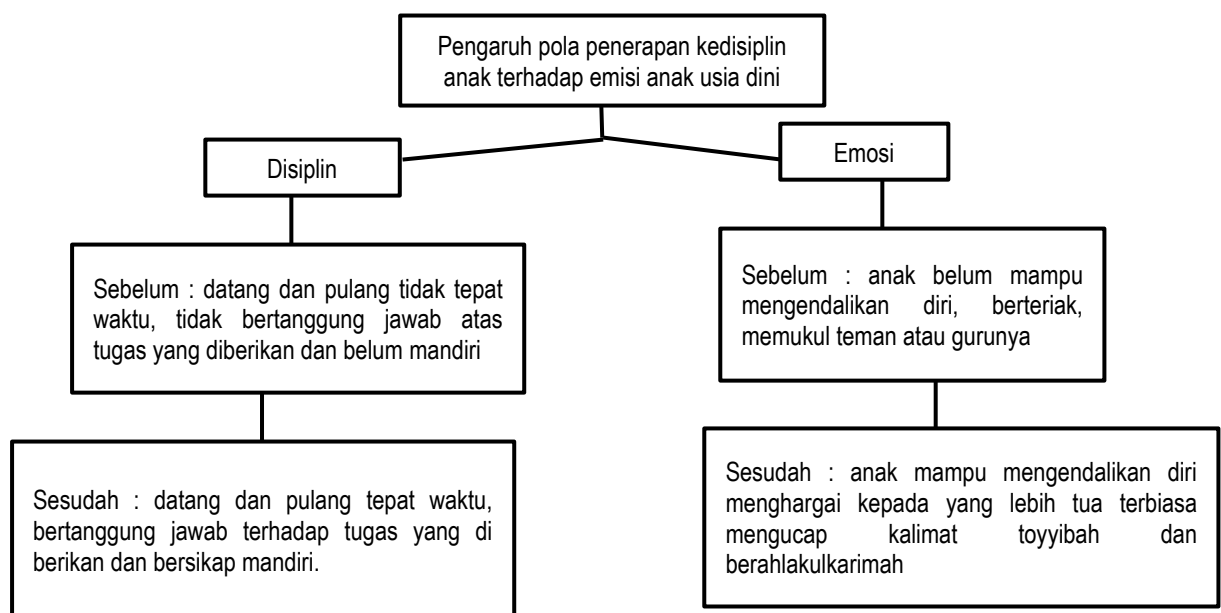 Pengaruh pola penerapan kedisiplin
anak terhadap emisi anak usia dini
Disiplin
Emosi
Sebelum : datang dan pulang tidak tepat
waktu, tidak bertanggung jawab atas
tugas yang diberikan dan belum mandiri
Sebelum : anak belum mampu
mengendalikan diri, berteriak,
memukul teman atau gurunya
Sesudah : datang dan pulang tepat waktu,
bertanggung jawab terhadap tugas yang di
berikan dan bersikap mandiri.
Sesudah : anak mampu mengendalikan diri
menghargai kepada yang lebih tua terbiasa
mengucap kalimat toyyibah dan
berahlakulkarimah